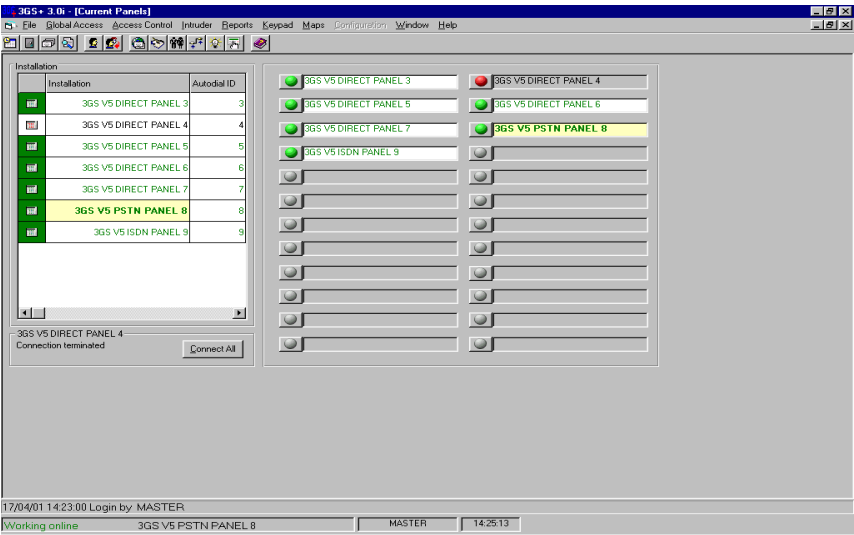 3GS+ 3.0i - [Current Panels]
File Global Access Access Control Intruder Reports Keypad Maps Configuration Window Help
Installation
Installation Autodial ID
3GS V5 DIRECT PANEL 3 3
3GS V5 DIRECT PANEL 4 4
3GS V5 DIRECT PANEL 5 5
3GS V5 DIRECT PANEL 6 6
3GS V5 DIRECT PANEL 7 7
3GS V5 PSTN PANEL 8 8
3GS V5 ISDN PANEL 9 9
3GS V5 DIRECT PANEL 4
Connection terminated
Connect All
3GS V5 DIRECT PANEL 3 3GS V5 DIRECT PANEL 4
3GS V5 DIRECT PANEL 5 3GS V5 DIRECT PANEL 6
3GS V5 DIRECT PANEL 7 3GS V5 PSTN PANEL 8
3GS V5 ISDN PANEL 9
17/04/01 14:23:00 Login by MASTER
Working online 3GS V5 PSTN PANEL 8 MASTER 14:25:13